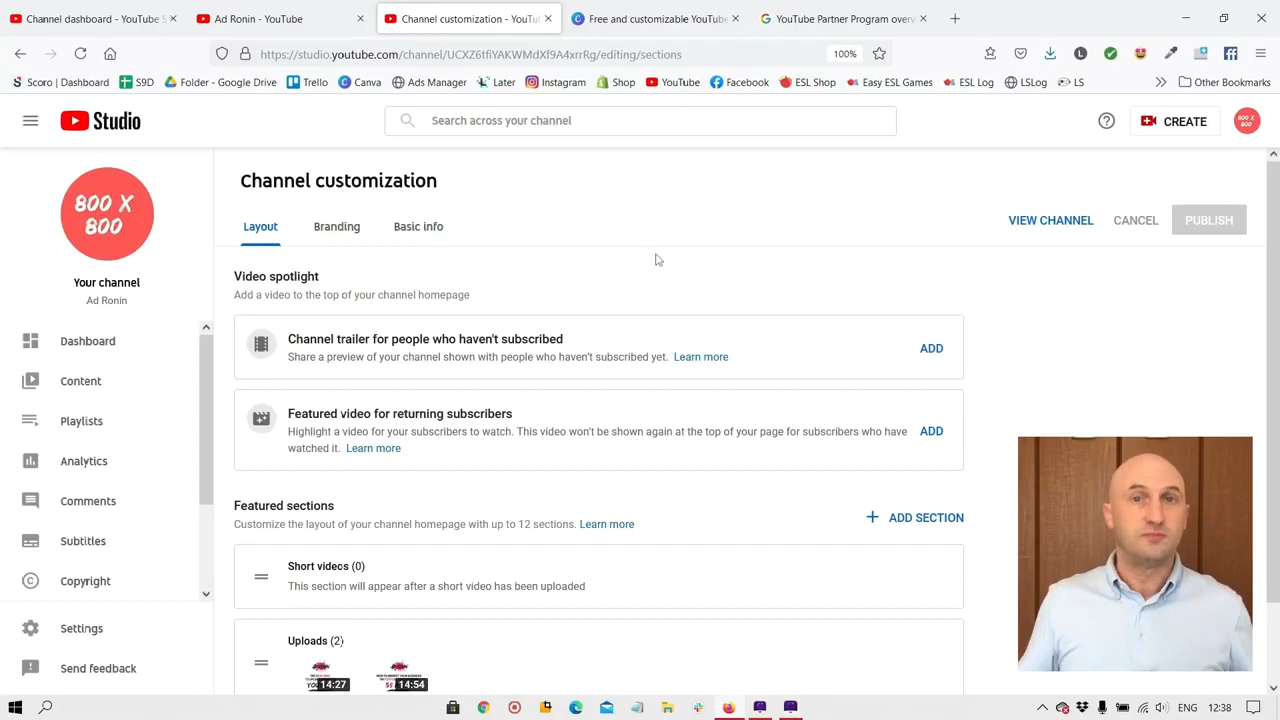 Channel dashboard - YouTube S
Ad Ronin - YouTube
Channel customization - YouTu
Free and customizable YouTube
YouTube Partner Program overv
https://studio.youtube.com/channel/UCXZ6tfiYAKWMdXf9A4xrrRg/editing/sections
100%
Scoro | Dashboard
S9D
Folder - Google Drive
Trello
Canva
Ads Manager
Later
Instagram
Shop
YouTube
Facebook
ESL Shop
Easy ESL Games
ESL Log
LSLog
LS
Other Bookmarks
Studio
Search across your channel
CREATE
800 X
800
800 X
800
Your channel
Ad Ronin
Dashboard
Content
Playlists
Analytics
Comments
Subtitles
Copyright
Settings
Send feedback
Channel customization
Layout
Branding
Basic info
VIEW CHANNEL
CANCEL
PUBLISH
Video spotlight
Add a video to the top of your channel homepage
Channel trailer for people who haven't subscribed
Share a preview of your channel shown with people who haven't subscribed yet. Learn more
ADD
Featured video for returning subscribers
Highlight a video for your subscribers to watch. This video won't be shown again at the top of your page for subscribers who have
watched it. Learn more
ADD
Featured sections
Customize the layout of your channel homepage with up to 12 sections. Learn more
+ ADD SECTION
Short videos (0)
This section will appear after a short video has been uploaded
Uploads (2)
14:27
14:54
ENG
12:38